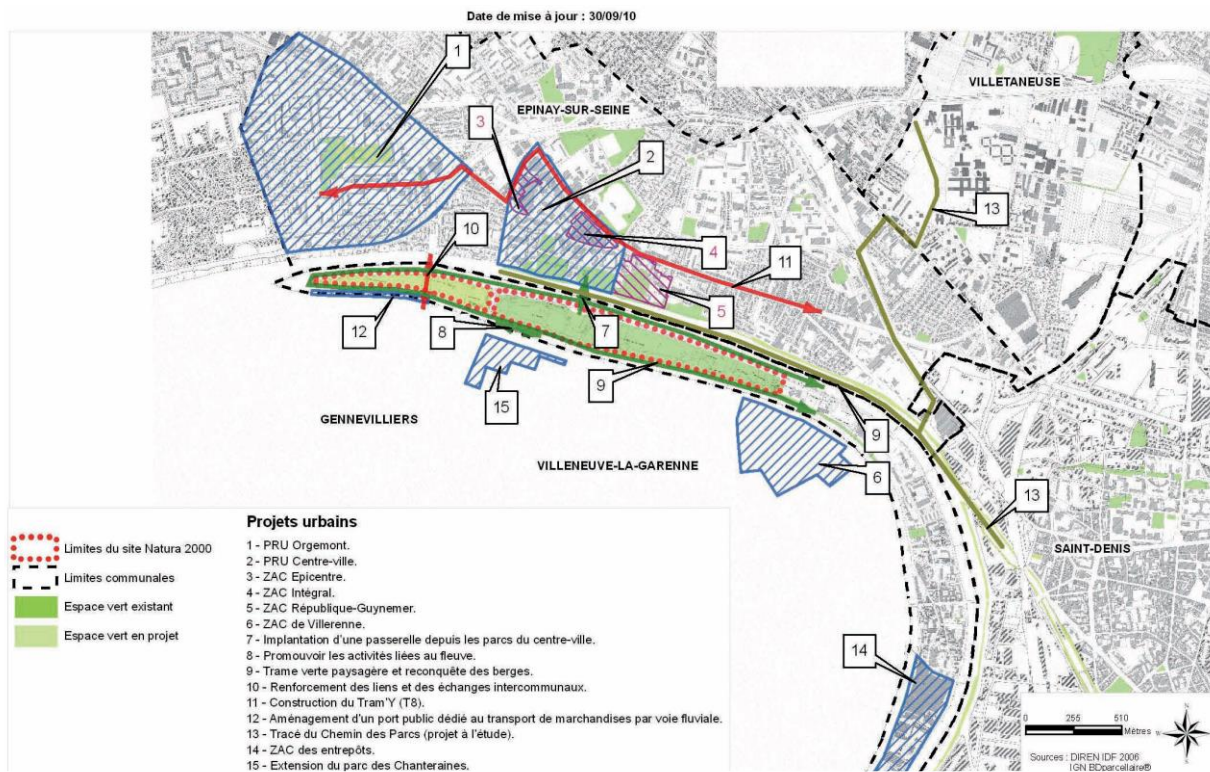 Date de mise à jour : 30/09/10
1
VILLETANEUSE
EPINAY-SUR-SEINE
3
2
13
10
4
11
5
12
8
7
15
9
GENNEVILLIERS
9
VILLENEUVE-LA-GARENNE
6
13
SAINT-DENIS
14
Limites du site Natura 2000
Limites communales
Espace vert existant
Espace vert en projet
Projets urbains
1 - PRU Orgemont.
2 - PRU Centre-ville.
3 - ZAC Epicentre.
4 - ZAC Intégral.
5 - ZAC République-Guynemer.
6 - ZAC de Villerenne.
7 - Implantation d'une passerelle depuis les parcs du centre-ville.
8 - Promouvoir les activités liées au fleuve.
9 - Trame verte paysagère et reconquête des berges.
10 - Renforcement des liens et des échanges intercommunaux.
11 - Construction du Tram'Y (T8).
12 - Aménagement d'un port public dédié au transport de marchandises par voie fluviale.
13 - Tracé du Chemin des Parcs (projet à l'étude).
14 - ZAC des entrepôts.
15 - Extension du parc des Chanteraines.
0 255 510
Mètres
Sources : DIREN IDF 2006
IGN BDparcellaire®